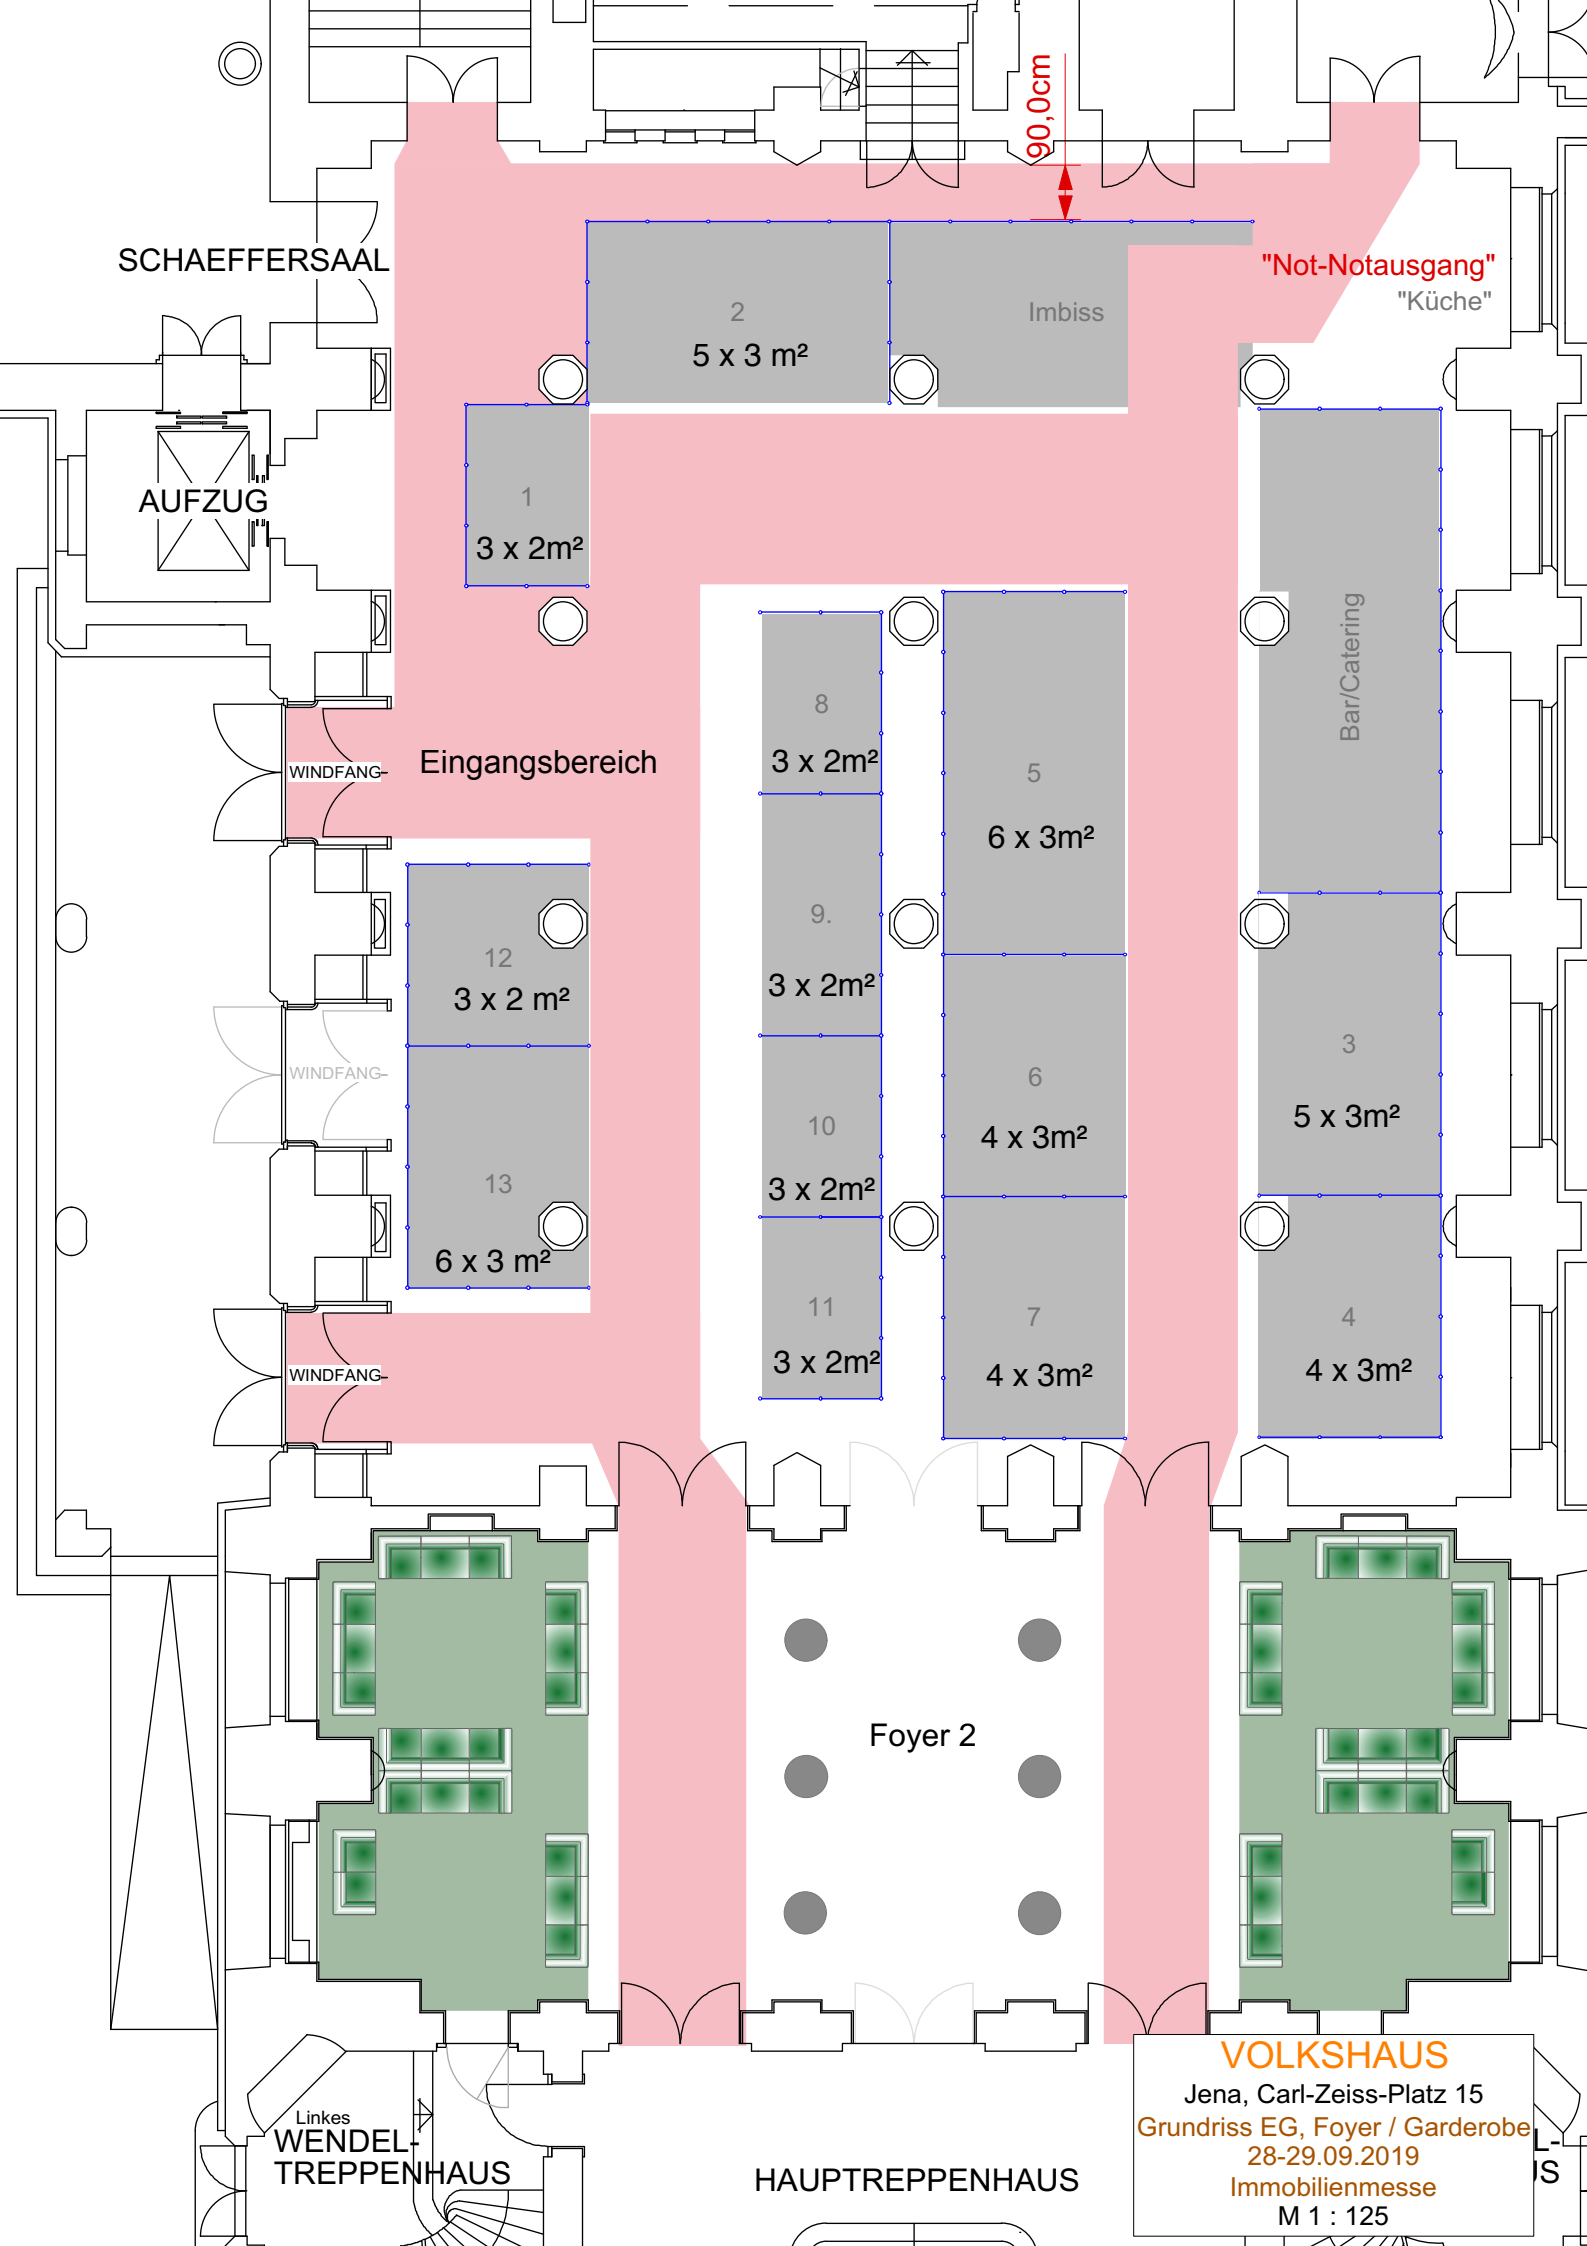 90,0cm
SCHAEFFERSAAL
"Not-Notausgang"
"Küche"
2
5 x 3 m²
Imbiss
AUFZUG
1
3 x 2m²
Bar/Catering
8
3 x 2m²
Eingangsbereich
WINDFANG
5
6 x 3m²
9.
3 x 2m²
12
3 x 2 m²
WINDFANG
3
5 x 3m²
6
4 x 3m²
10
3 x 2m²
13
6 x 3 m²
11
3 x 2m²
7
4 x 3m²
4
4 x 3m²
WINDFANG
Foyer 2
Linkes
WENDEL-
TREPPENHAUS
HAUPTREPPENHAUS
VOLKSHAUS
Jena, Carl-Zeiss-Platz 15
Grundriss EG, Foyer / Garderobe
28-29.09.2019
Immobilienmesse
M 1 : 125
L-
US